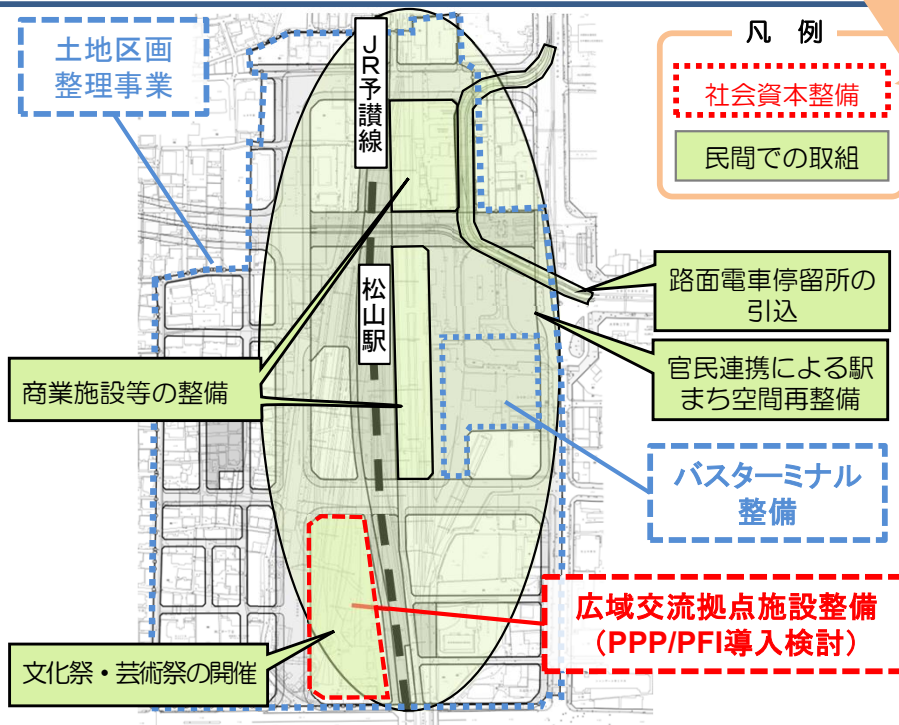 凡 例
社会資本整備
民間での取組
土地区画
整理事業
JR予讃線
松山駅
路面電車停留所の
引込
官民連携による駅
まち空間再整備
商業施設等の整備
バスターミナル
整備
広域交流拠点施設整備
（PPP/PFI導入検討）
文化祭・芸術祭の開催